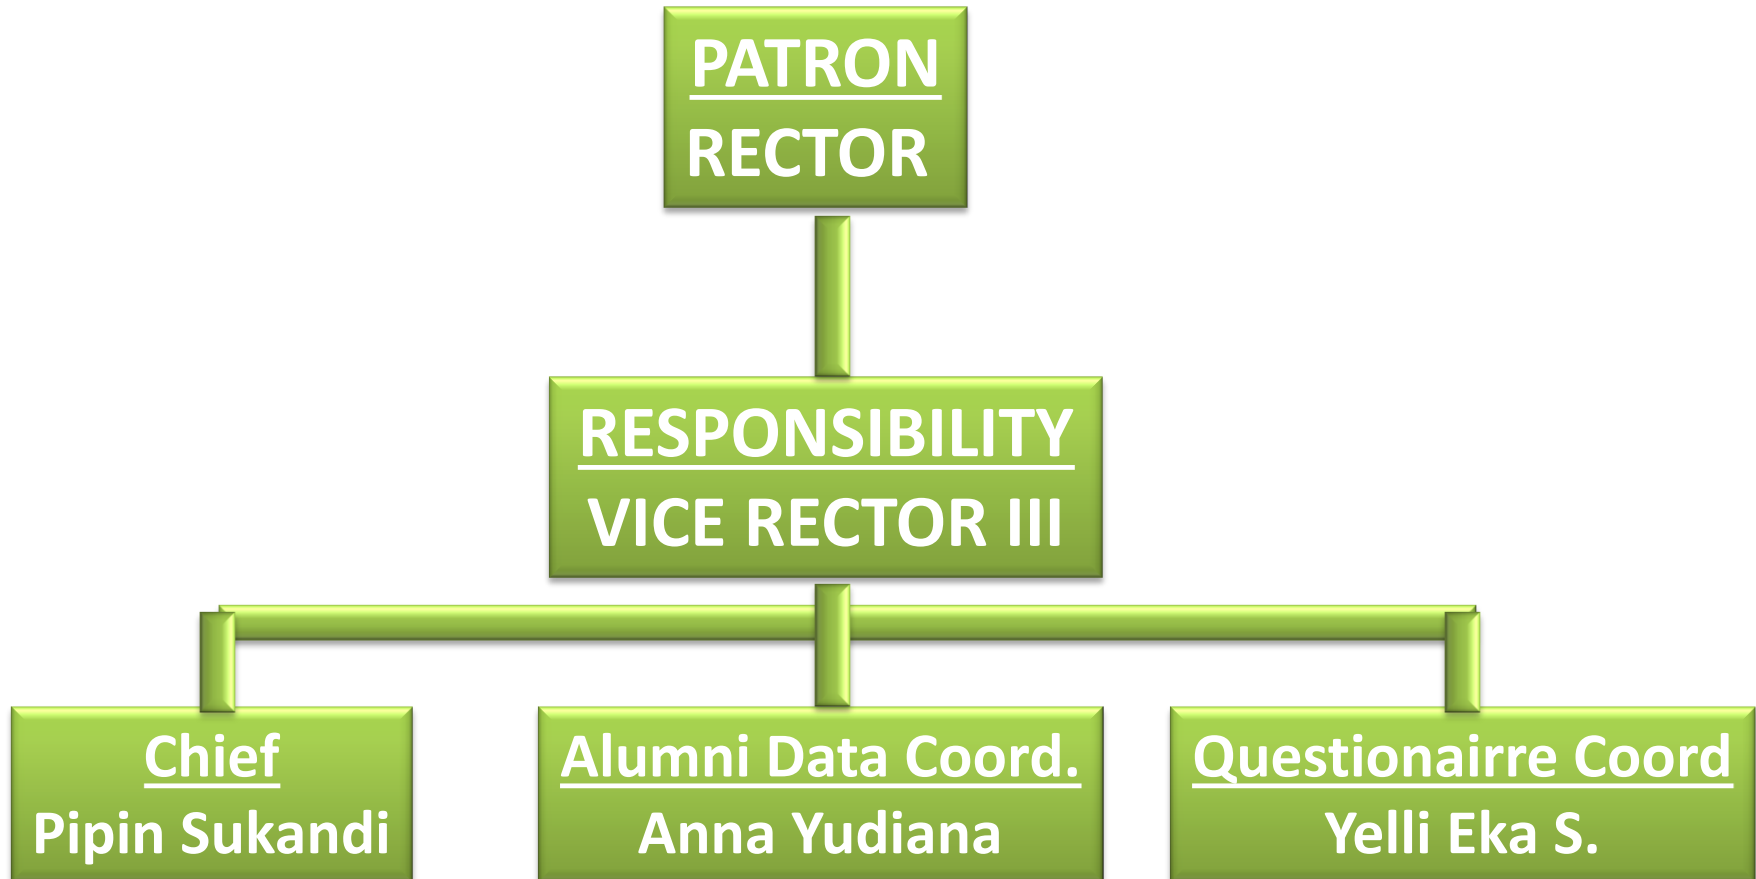 PATRON
RECTOR
RESPONSIBILITY
VICE RECTOR III
Chief
Pipin Sukandi
Alumni Data Coord.
Anna Yudiana
Questionairre Coord
Yelli Eka S.